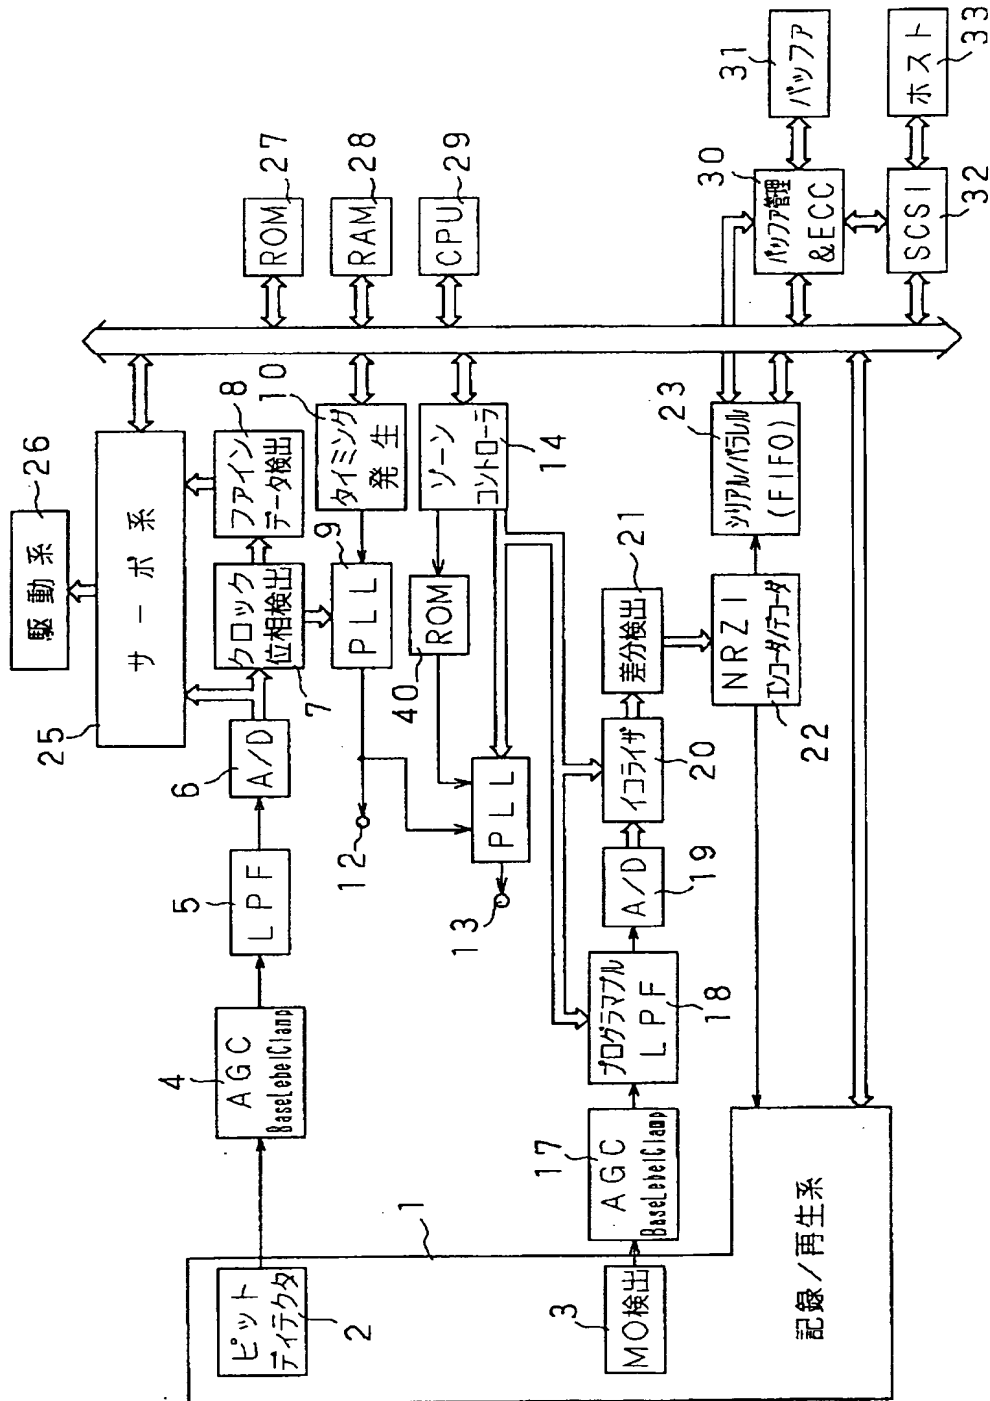 駆動系
26
サーボ系
25
ピット
ディテクタ
2
AGC
BaseLebelClamp
4
LPF
5
A/D
6
クロック
位相検出
7
ファイン
データ検出
8
PLL
9
タイミング
発生
10
12
ROM
27
RAM
28
CPU
29
ROM
40
ゾーン
コントローラ
14
PLL
13
1
MO検出
3
AGC
BaseLebelClamp
17
プログラマブル
LPF
18
A/D
19
イコライザ
20
差分検出
21
NRZI
エンコーダ/デコーダ
22
シリアル/パラレル
(FIFO)
23
バッファ管理
&ECC
30
バッファ
31
SCSI
32
ホスト
33
記録/再生系